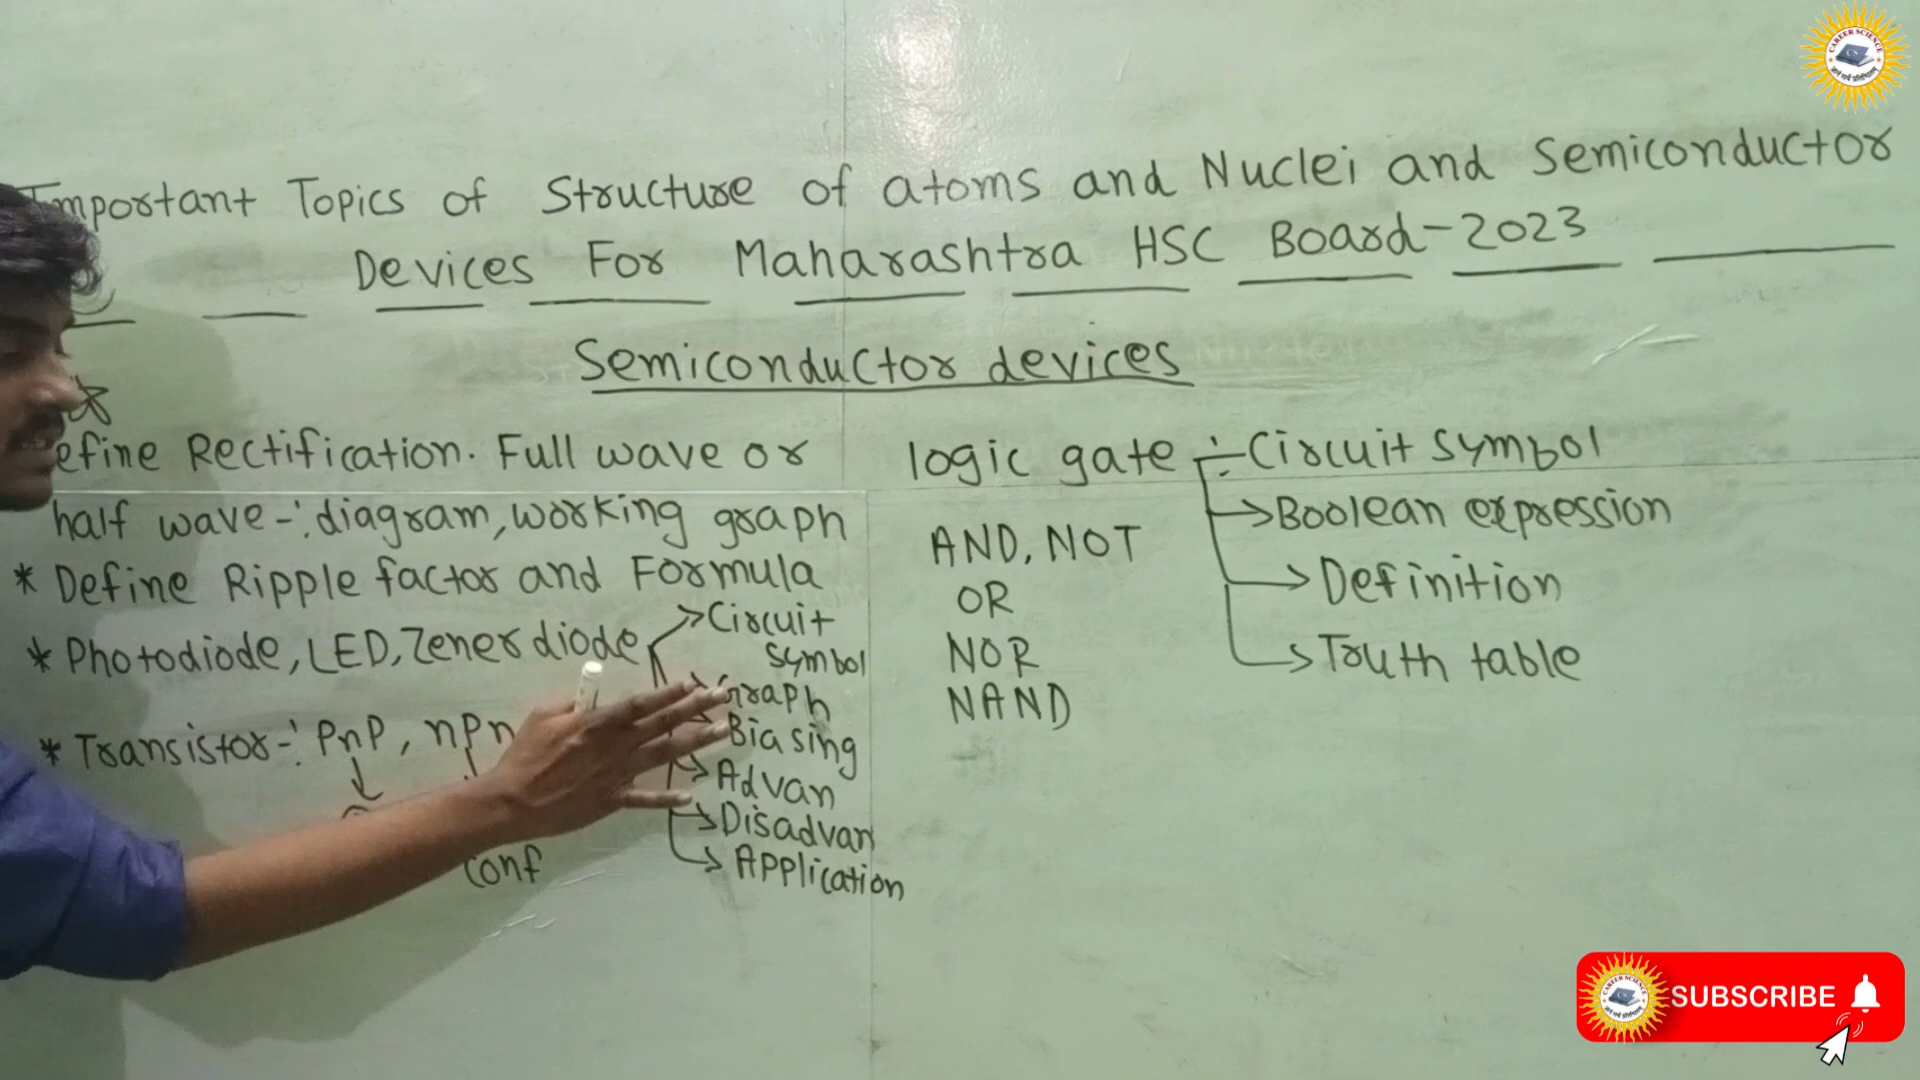 Important Topics of Structure of atoms and Nuclei and Semiconductor
Devices For Maharashtra HSC Board-2023
Semiconductor devices
efine Rectification. Full wave or
half wave-: diagram, working graph
* Define Ripple factor and Formula
* Photodiode, LED, Zener diode
Circuit
symbol
Graph
Biasing
Advan
Disadvan
Application
* Transistor-: PnP, nPn
conf
logic gate ÷ Circuit Symbol
Boolean expression
Definition
Truth table
AND, NOT
OR
NOR
NAND
CAREER SCIENCE
SUBSCRIBE